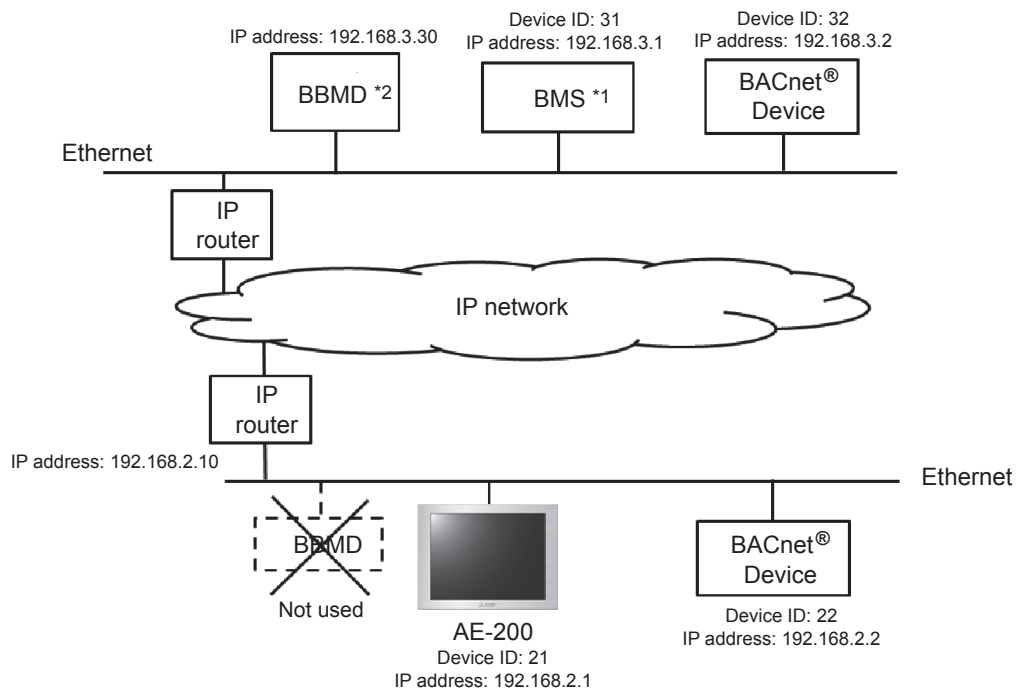 Device ID: 31
Device ID: 32
IP address: 192.168.3.30
IP address: 192.168.3.1
IP address: 192.168.3.2
BBMD *2
BMS *1
BACnet®
Device
Ethernet
IP
router
IP network
IP
router
IP address: 192.168.2.10
Ethernet
BBMD
Not used
BACnet®
Device
AE-200
Device ID: 21
IP address: 192.168.2.1
Device ID: 22
IP address: 192.168.2.2